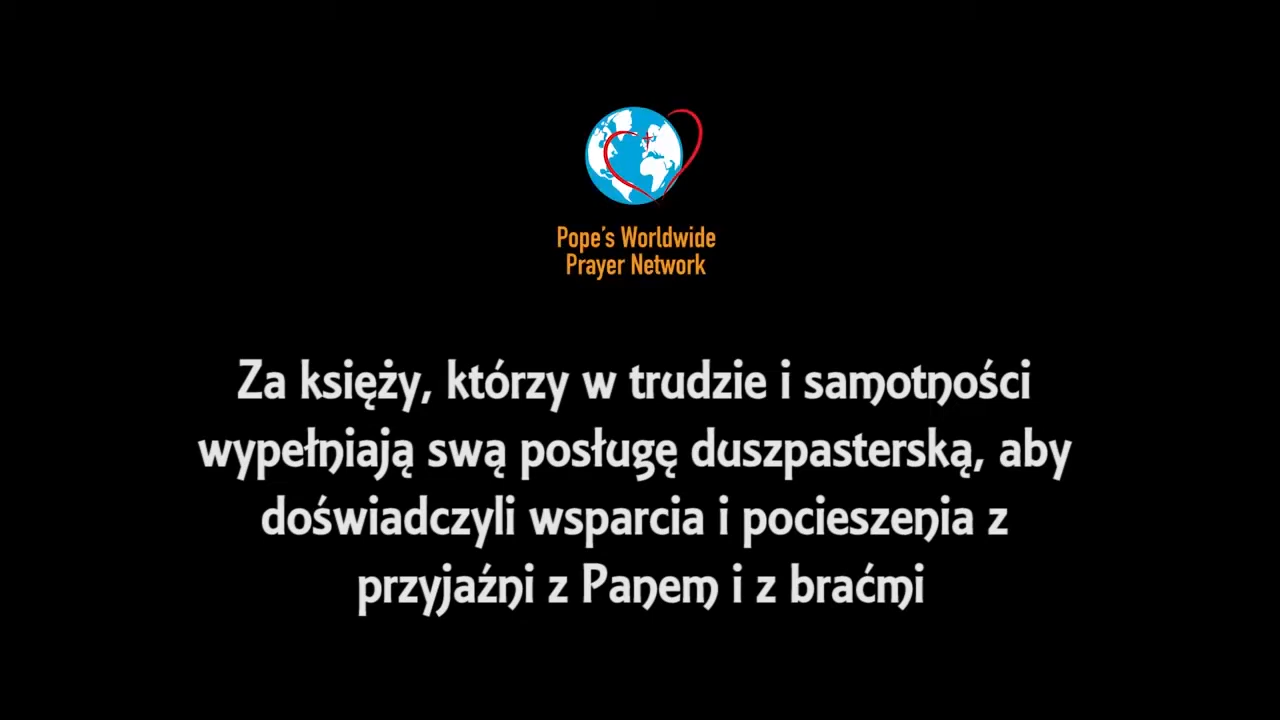 Pope's Worldwide
Prayer Network
Za księży, którzy w trudzie i samotności
wypełniają swą posługę duszpasterską, aby
doświadczyli wsparcia i pocieszenia z
przyjaźni z Panem i z braćmi